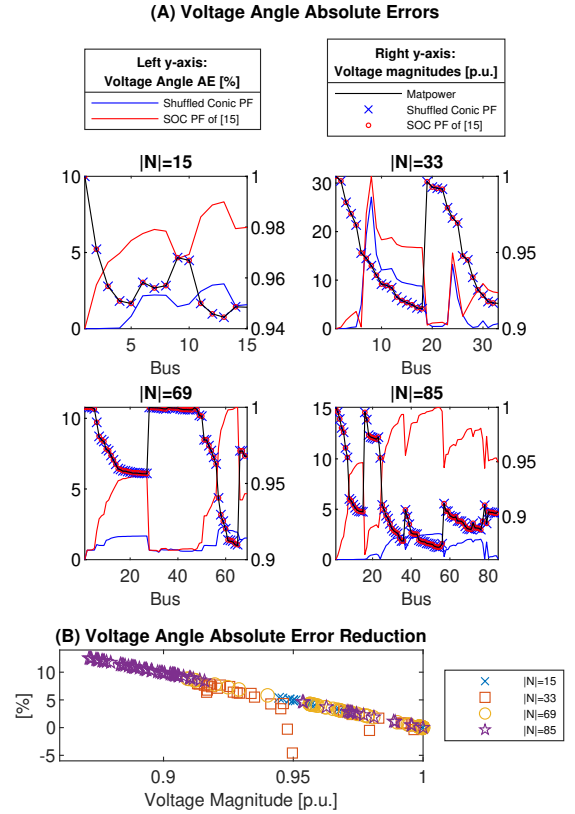 (A) Voltage Angle Absolute Errors
Left y-axis:
Voltage Angle AE [%]
Shuffled Conic PF
SOC PF of [15]
Right y-axis:
Voltage magnitudes [p.u.]
Matpower
Shuffled Conic PF
SOC PF of [15]
|N|=15
10
5
0
1
0.98
0.96
0.94
5
10
15
Bus
|N|=33
30
20
10
0
1
0.95
0.9
10
20
30
Bus
|N|=69
10
5
0
1
0.95
0.9
20
40
60
Bus
|N|=85
15
10
5
0
1
0.95
0.9
20
40
60
80
Bus
(B) Voltage Angle Absolute Error Reduction
[%]
10
5
0
-5
0.9
0.95
1
Voltage Magnitude [p.u.]
|N|=15
|N|=33
|N|=69
|N|=85